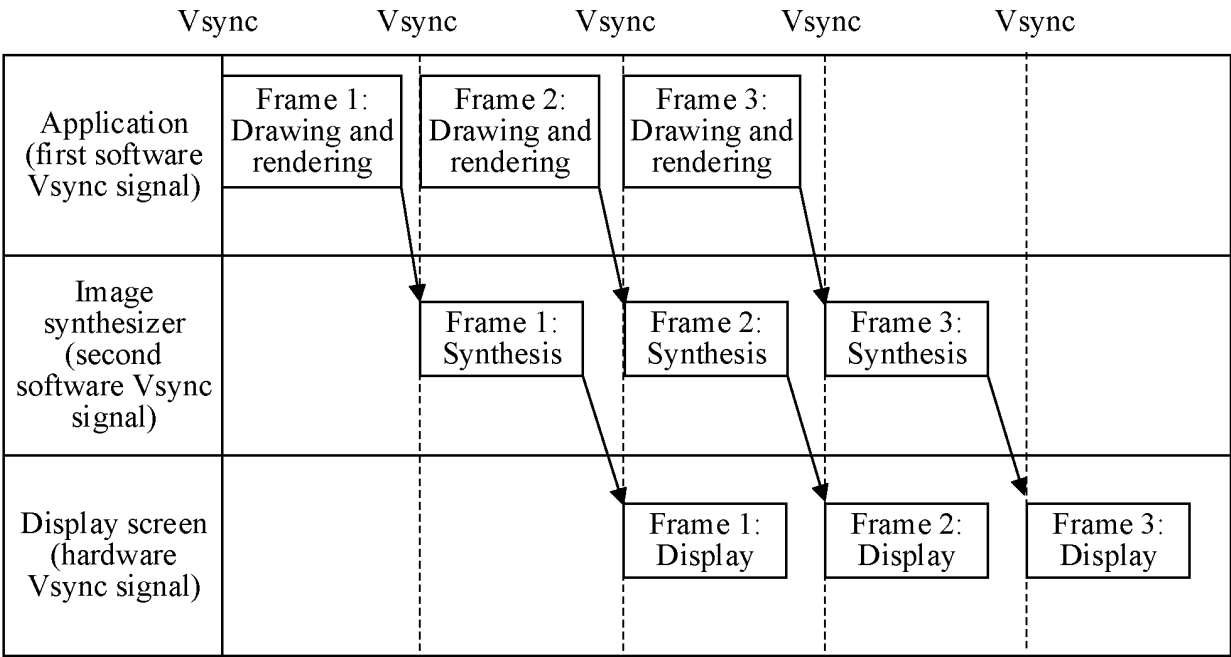 Vsync Vsync Vsync Vsync Vsync
Application
(first software
Vsync signal)
Frame 1:
Drawing and
rendering
Frame 2:
Drawing and
rendering
Frame 3:
Drawing and
rendering
Image
synthesizer
(second
software Vsync
signal)
Frame 1:
Synthesis
Frame 2:
Synthesis
Frame 3:
Synthesis
Display screen
(hardware
Vsync signal)
Frame 1:
Display
Frame 2:
Display
Frame 3:
Display